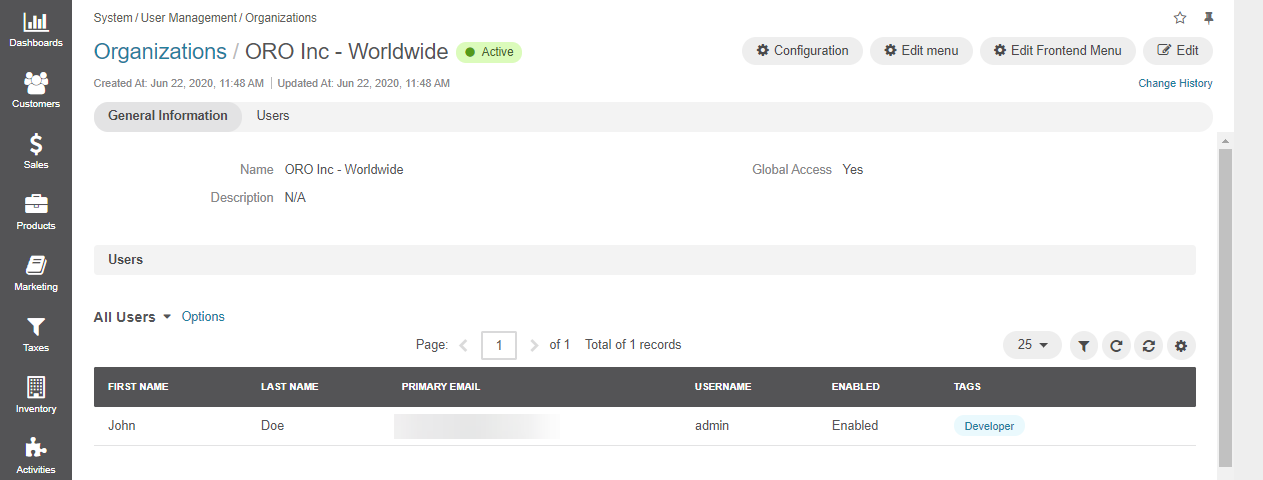 System / User Management / Organizations
Organizations / ORO Inc - Worldwide Active
Configuration Edit menu Edit Frontend Menu Edit
Created At: Jun 22, 2020, 11:48 AM Updated At: Jun 22, 2020, 11:48 AM
Change History
Dashboards
Customers
Sales
Products
Marketing
Taxes
Inventory
Activities
General Information Users
Name ORO Inc - Worldwide
Description N/A
Global Access Yes
Users
All Users Options
Page: 1 of 1 Total of 1 records
25
FIRST NAME LAST NAME PRIMARY EMAIL USERNAME ENABLED TAGS
John Doe admin Enabled Developer